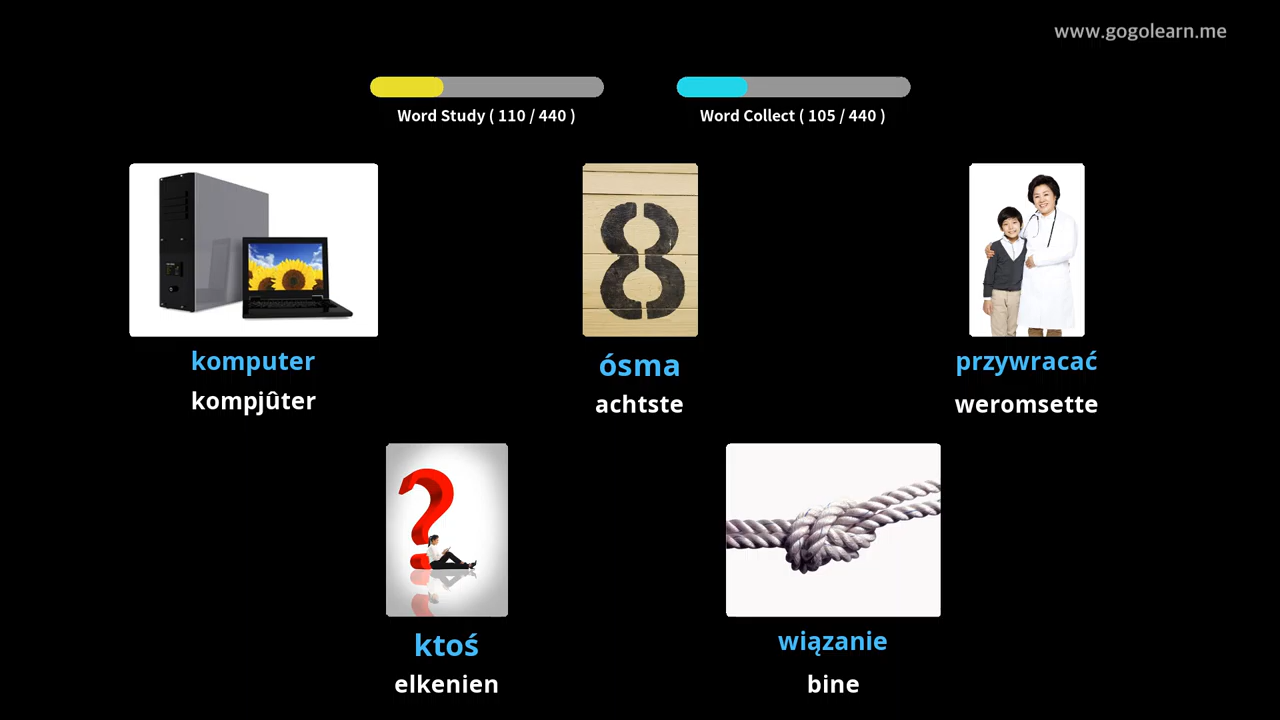 www.gogolearn.me
Word Study ( 110 / 440 )
Word Collect ( 105 / 440 )
8
komputer
kompjûter
ósma
achtste
przywracać
weromsette
?
ktoś
elkenien
wiązanie
bine